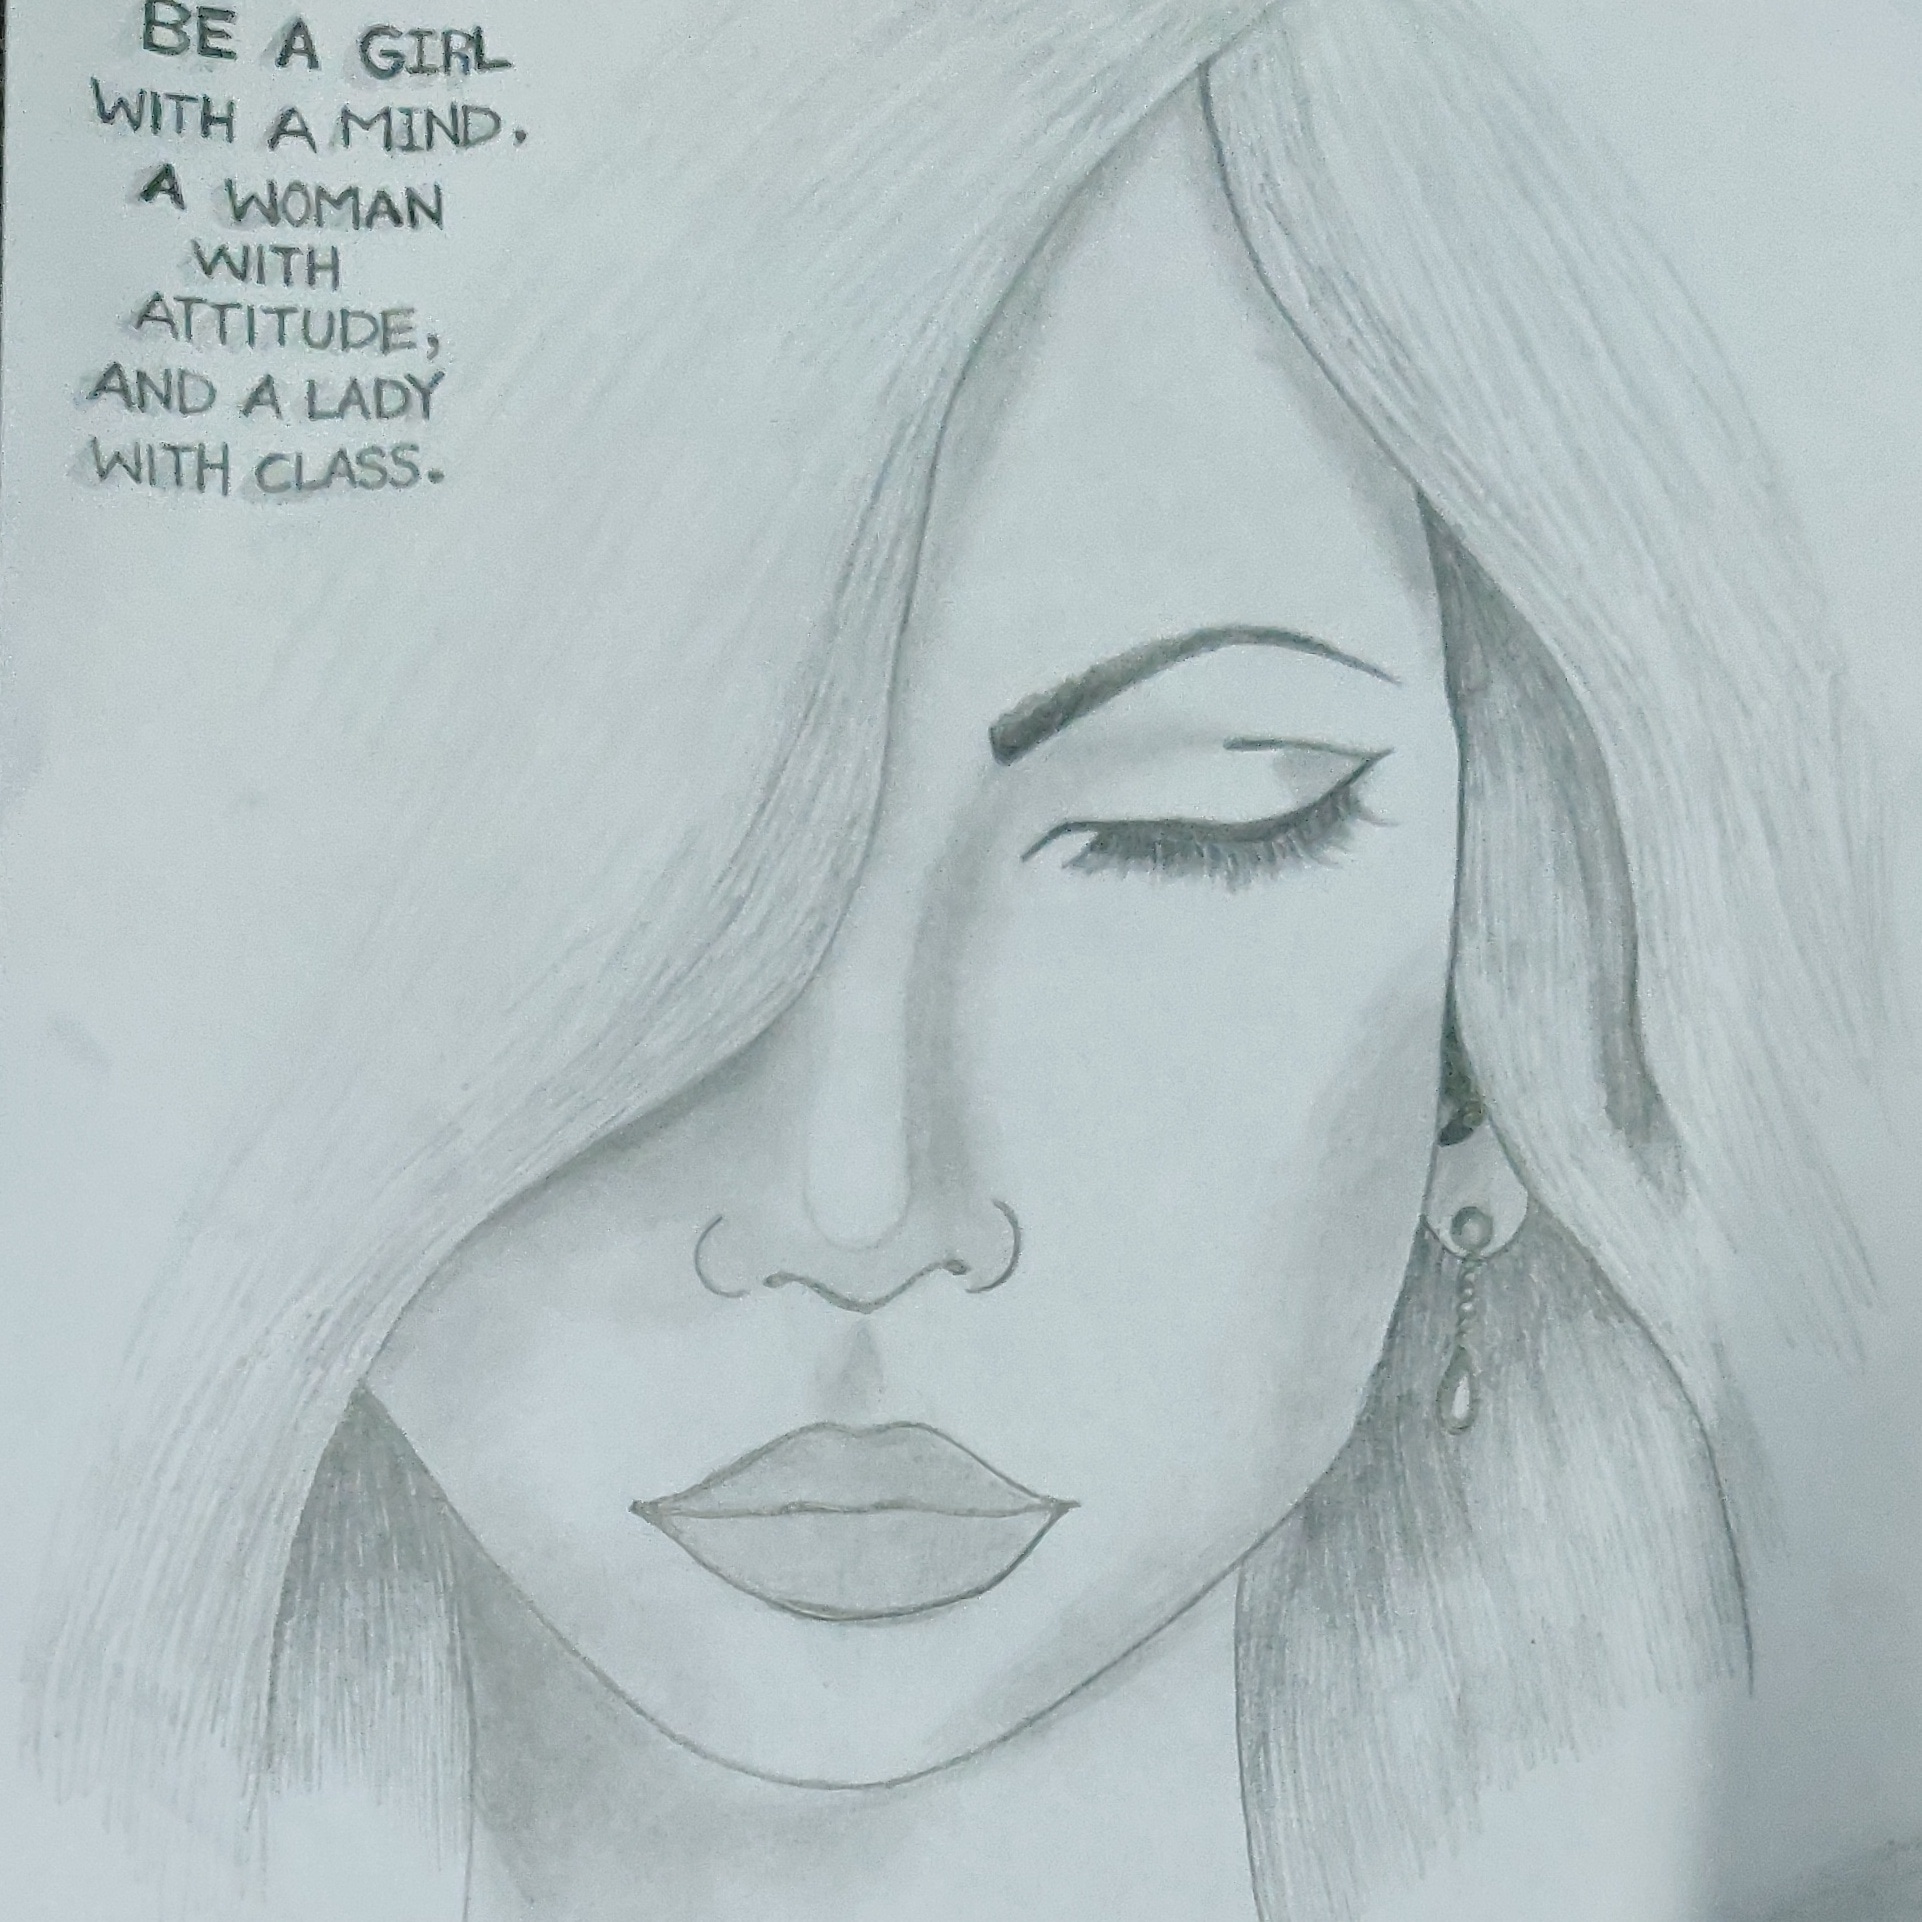 BE A GIRL
WITH A MIND.
A WOMAN
WITH
ATTITUDE,
AND A LADY
WITH CLASS.